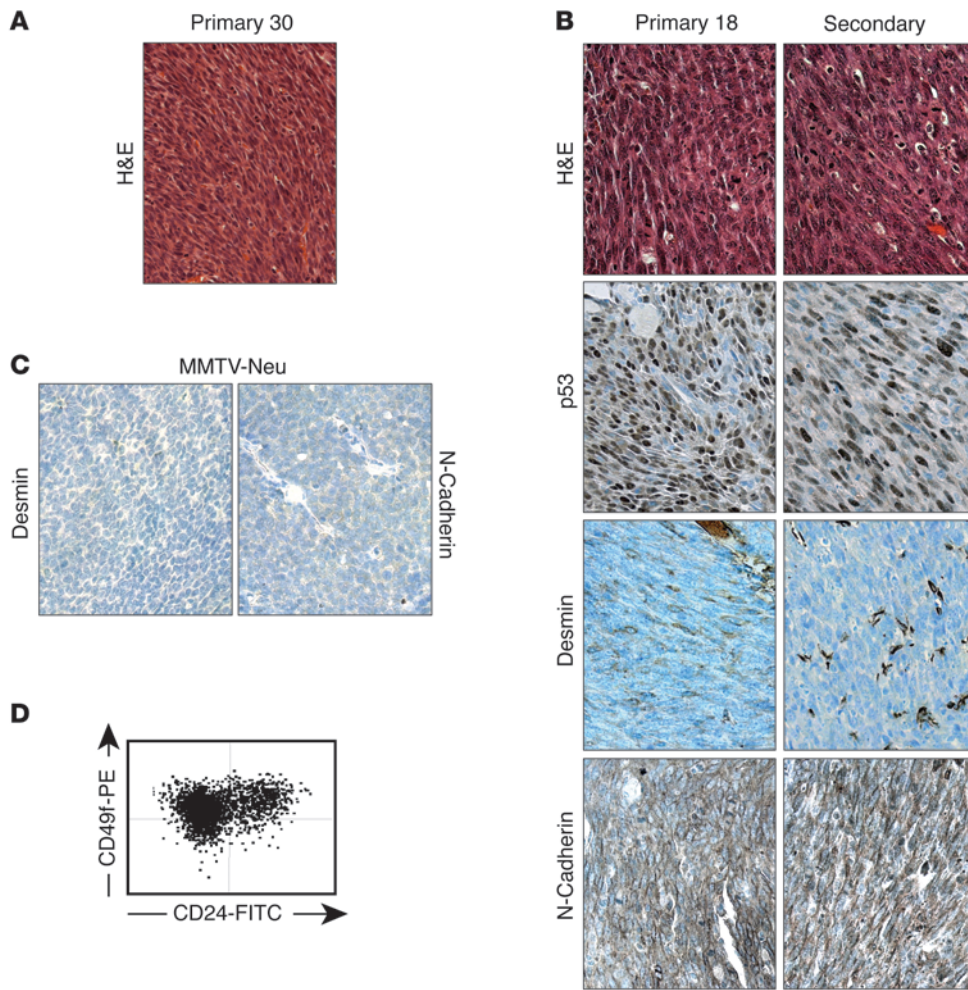 A
Primary 30
H&E
B
Primary 18
Secondary
H&E
p53
Desmin
N-Cadherin
C
MMTV-Neu
Desmin
N-Cadherin
D
CD49f-PE
CD24-FITC